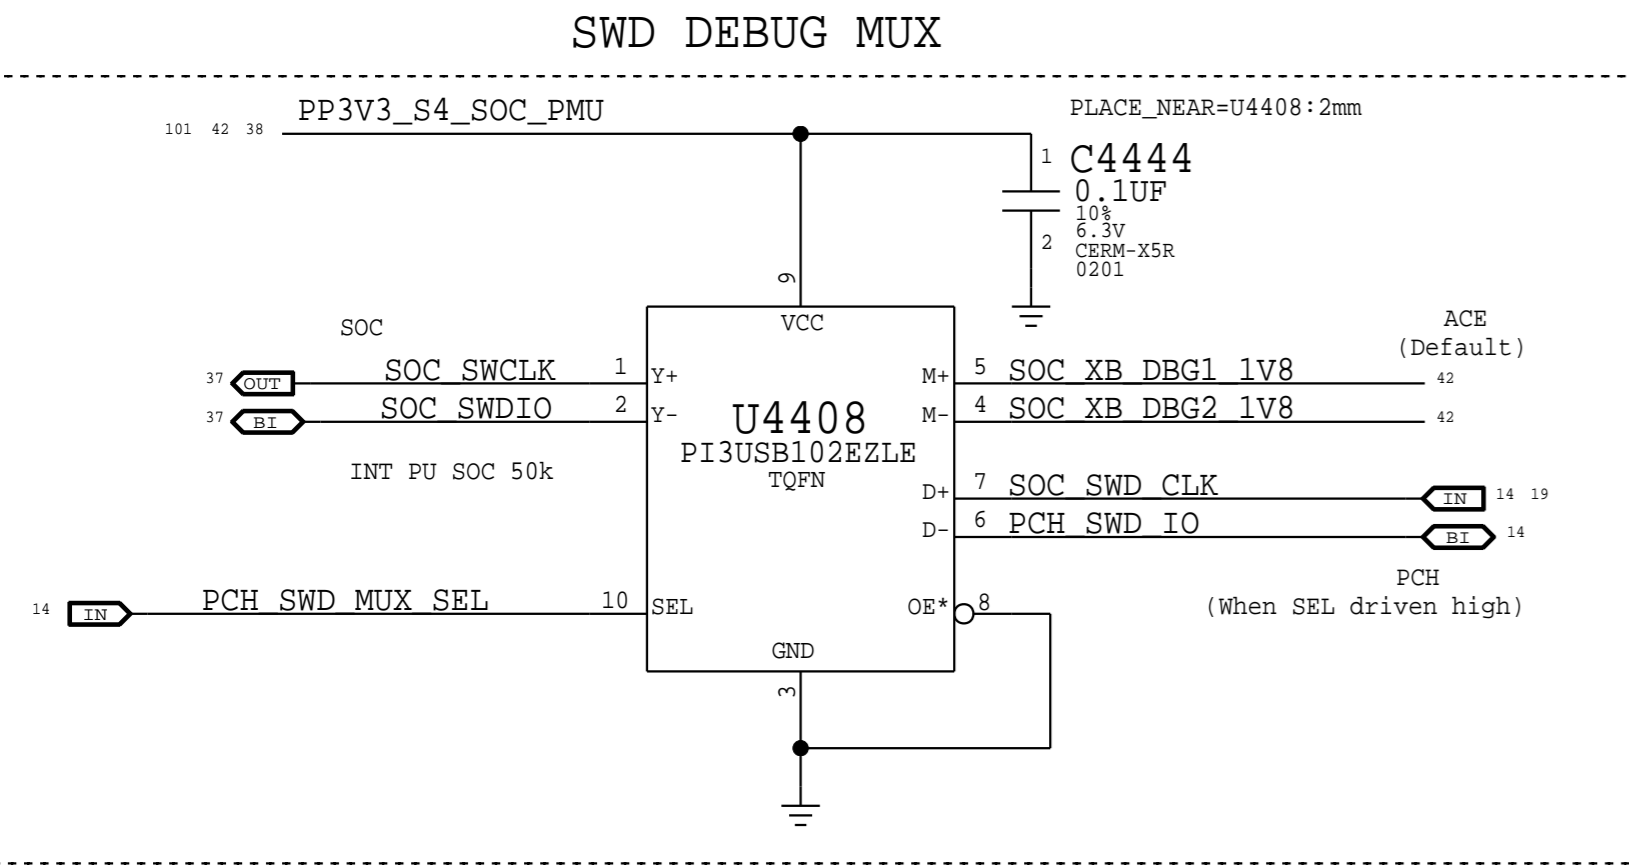 SWD DEBUG MUX
PP3V3_S4_SOC_PMU
101 42 38
PLACE_NEAR=U4408:2mm
1
C4444
0.1UF
10%
6.3V
2
CERM-X5R
0201
9
VCC
SOC
ACE
(Default)
37 OUT SOC_SWCLK 1 Y+
M+ 5 SOC_XB_DBG1_1V8 42
37 BI SOC_SWDIO 2 Y-
M- 4 SOC_XB_DBG2_1V8 42
U4408
PI3USB102EZLE
TQFN
INT PU SOC 50k
D+ 7 SOC_SWD_CLK IN 14 19
D- 6 PCH_SWD_IO BI 14
PCH
(When SEL driven high)
14 IN PCH_SWD_MUX_SEL 10 SEL
OE* 8
GND
3